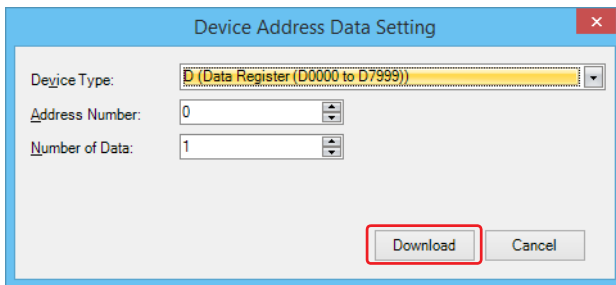 Device Address Data Setting
Device Type: D (Data Register (D0000 to D7999))
Address Number: 0
Number of Data: 1
Download Cancel